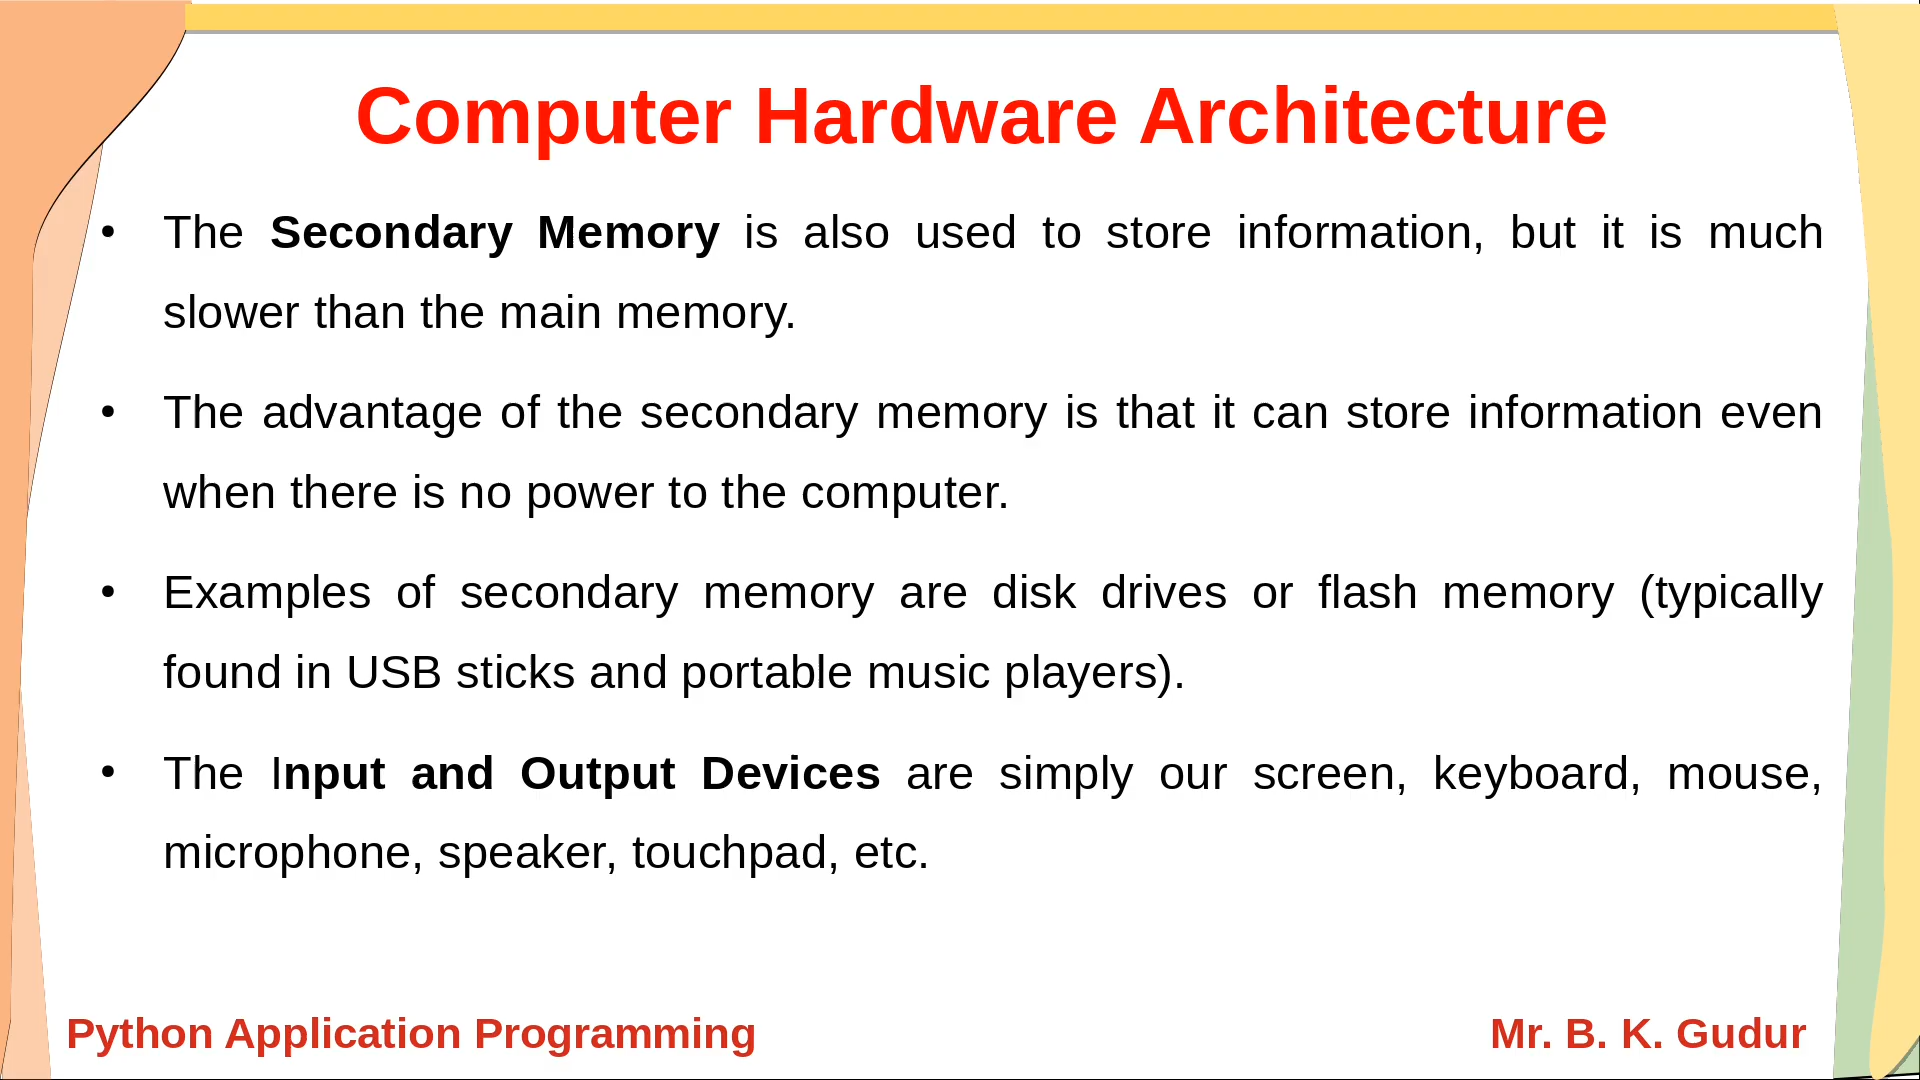 Computer Hardware Architecture
• The Secondary Memory is also used to store information, but it is much
slower than the main memory.
• The advantage of the secondary memory is that it can store information even
when there is no power to the computer.
• Examples of secondary memory are disk drives or flash memory (typically
found in USB sticks and portable music players).
• The Input and Output Devices are simply our screen, keyboard, mouse,
microphone, speaker, touchpad, etc.
Python Application Programming
Mr. B. K. Gudur